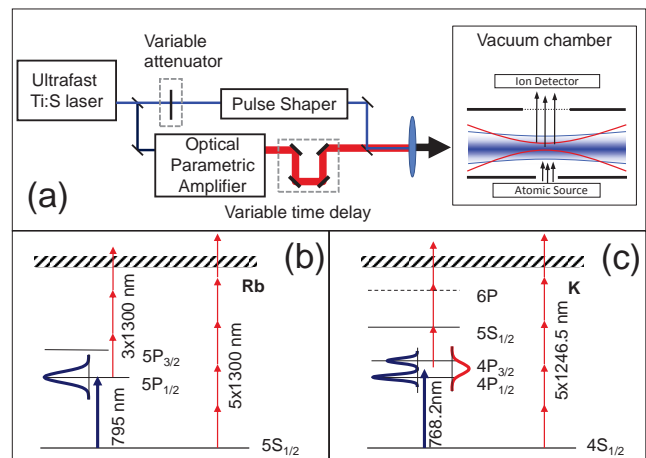 (a)
Ultrafast
Ti:S laser
Variable
attenuator
Pulse Shaper
Optical
Parametric
Amplifier
Variable time delay
Vacuum chamber
Ion Detector
Atomic Source
(b)
Rb
3x1300 nm
5x1300 nm
5P3/2
5P1/2
795 nm
5S1/2
(c)
K
6P
5S1/2
4P3/2
4P1/2
768.2nm
5x1246.5 nm
4S1/2